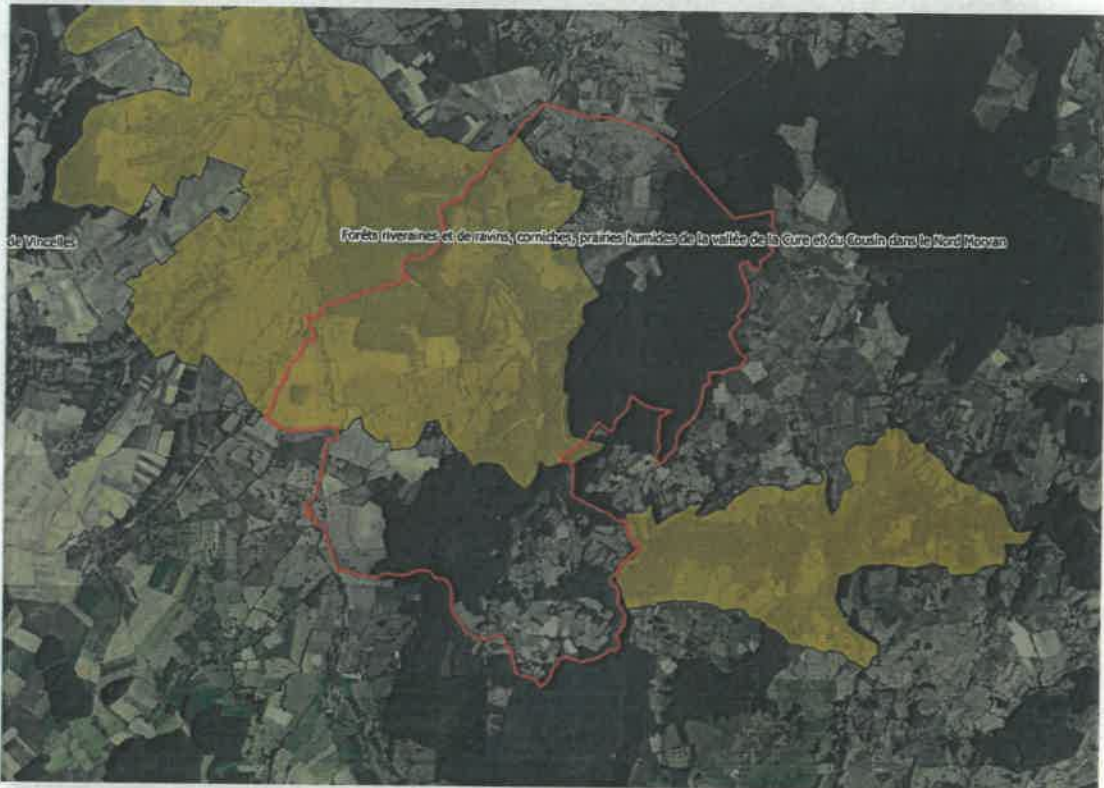 de Vincelles
Forêts riveraines et de ravins, corniches, prairies humides de la vallée de la Cure et du Cousin dans le Nord Morvan